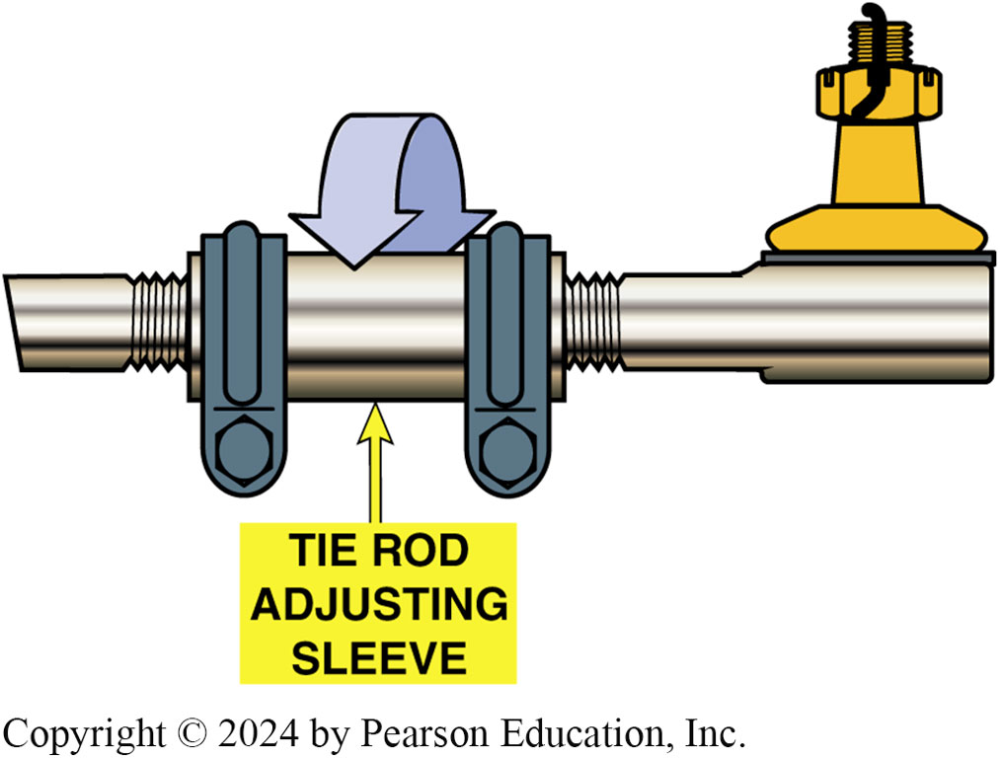 TIE ROD
ADJUSTING
SLEEVE
Copyright © 2024 by Pearson Education, Inc.